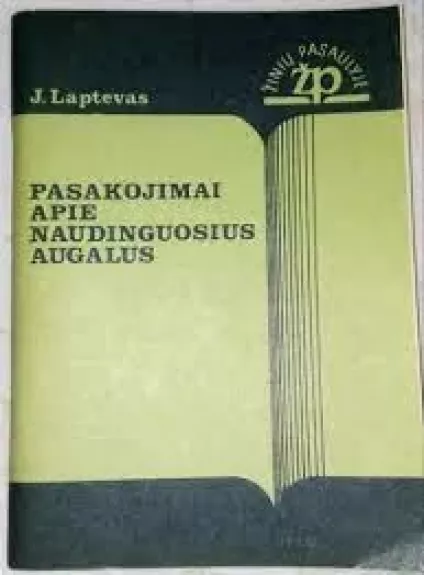 ŽINIŲ PASAULYJE
žp
J. Laptevas
PASAKOJIMAI
APIE
NAUDINGUOSIUS
AUGALUS